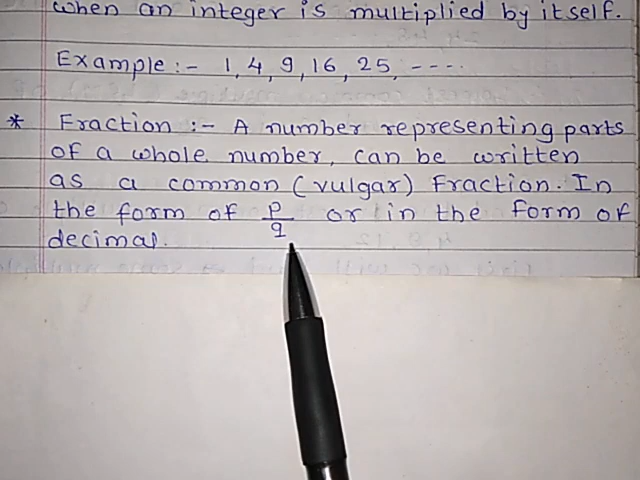 when an integer is multiplied by itself.
Example :- 1, 4, 9, 16, 25, ----
* Fraction :- A number representing parts
of a whole number, can be written
as a common (vulgar) fraction. In
the form of p/q or in the form of
decimal.